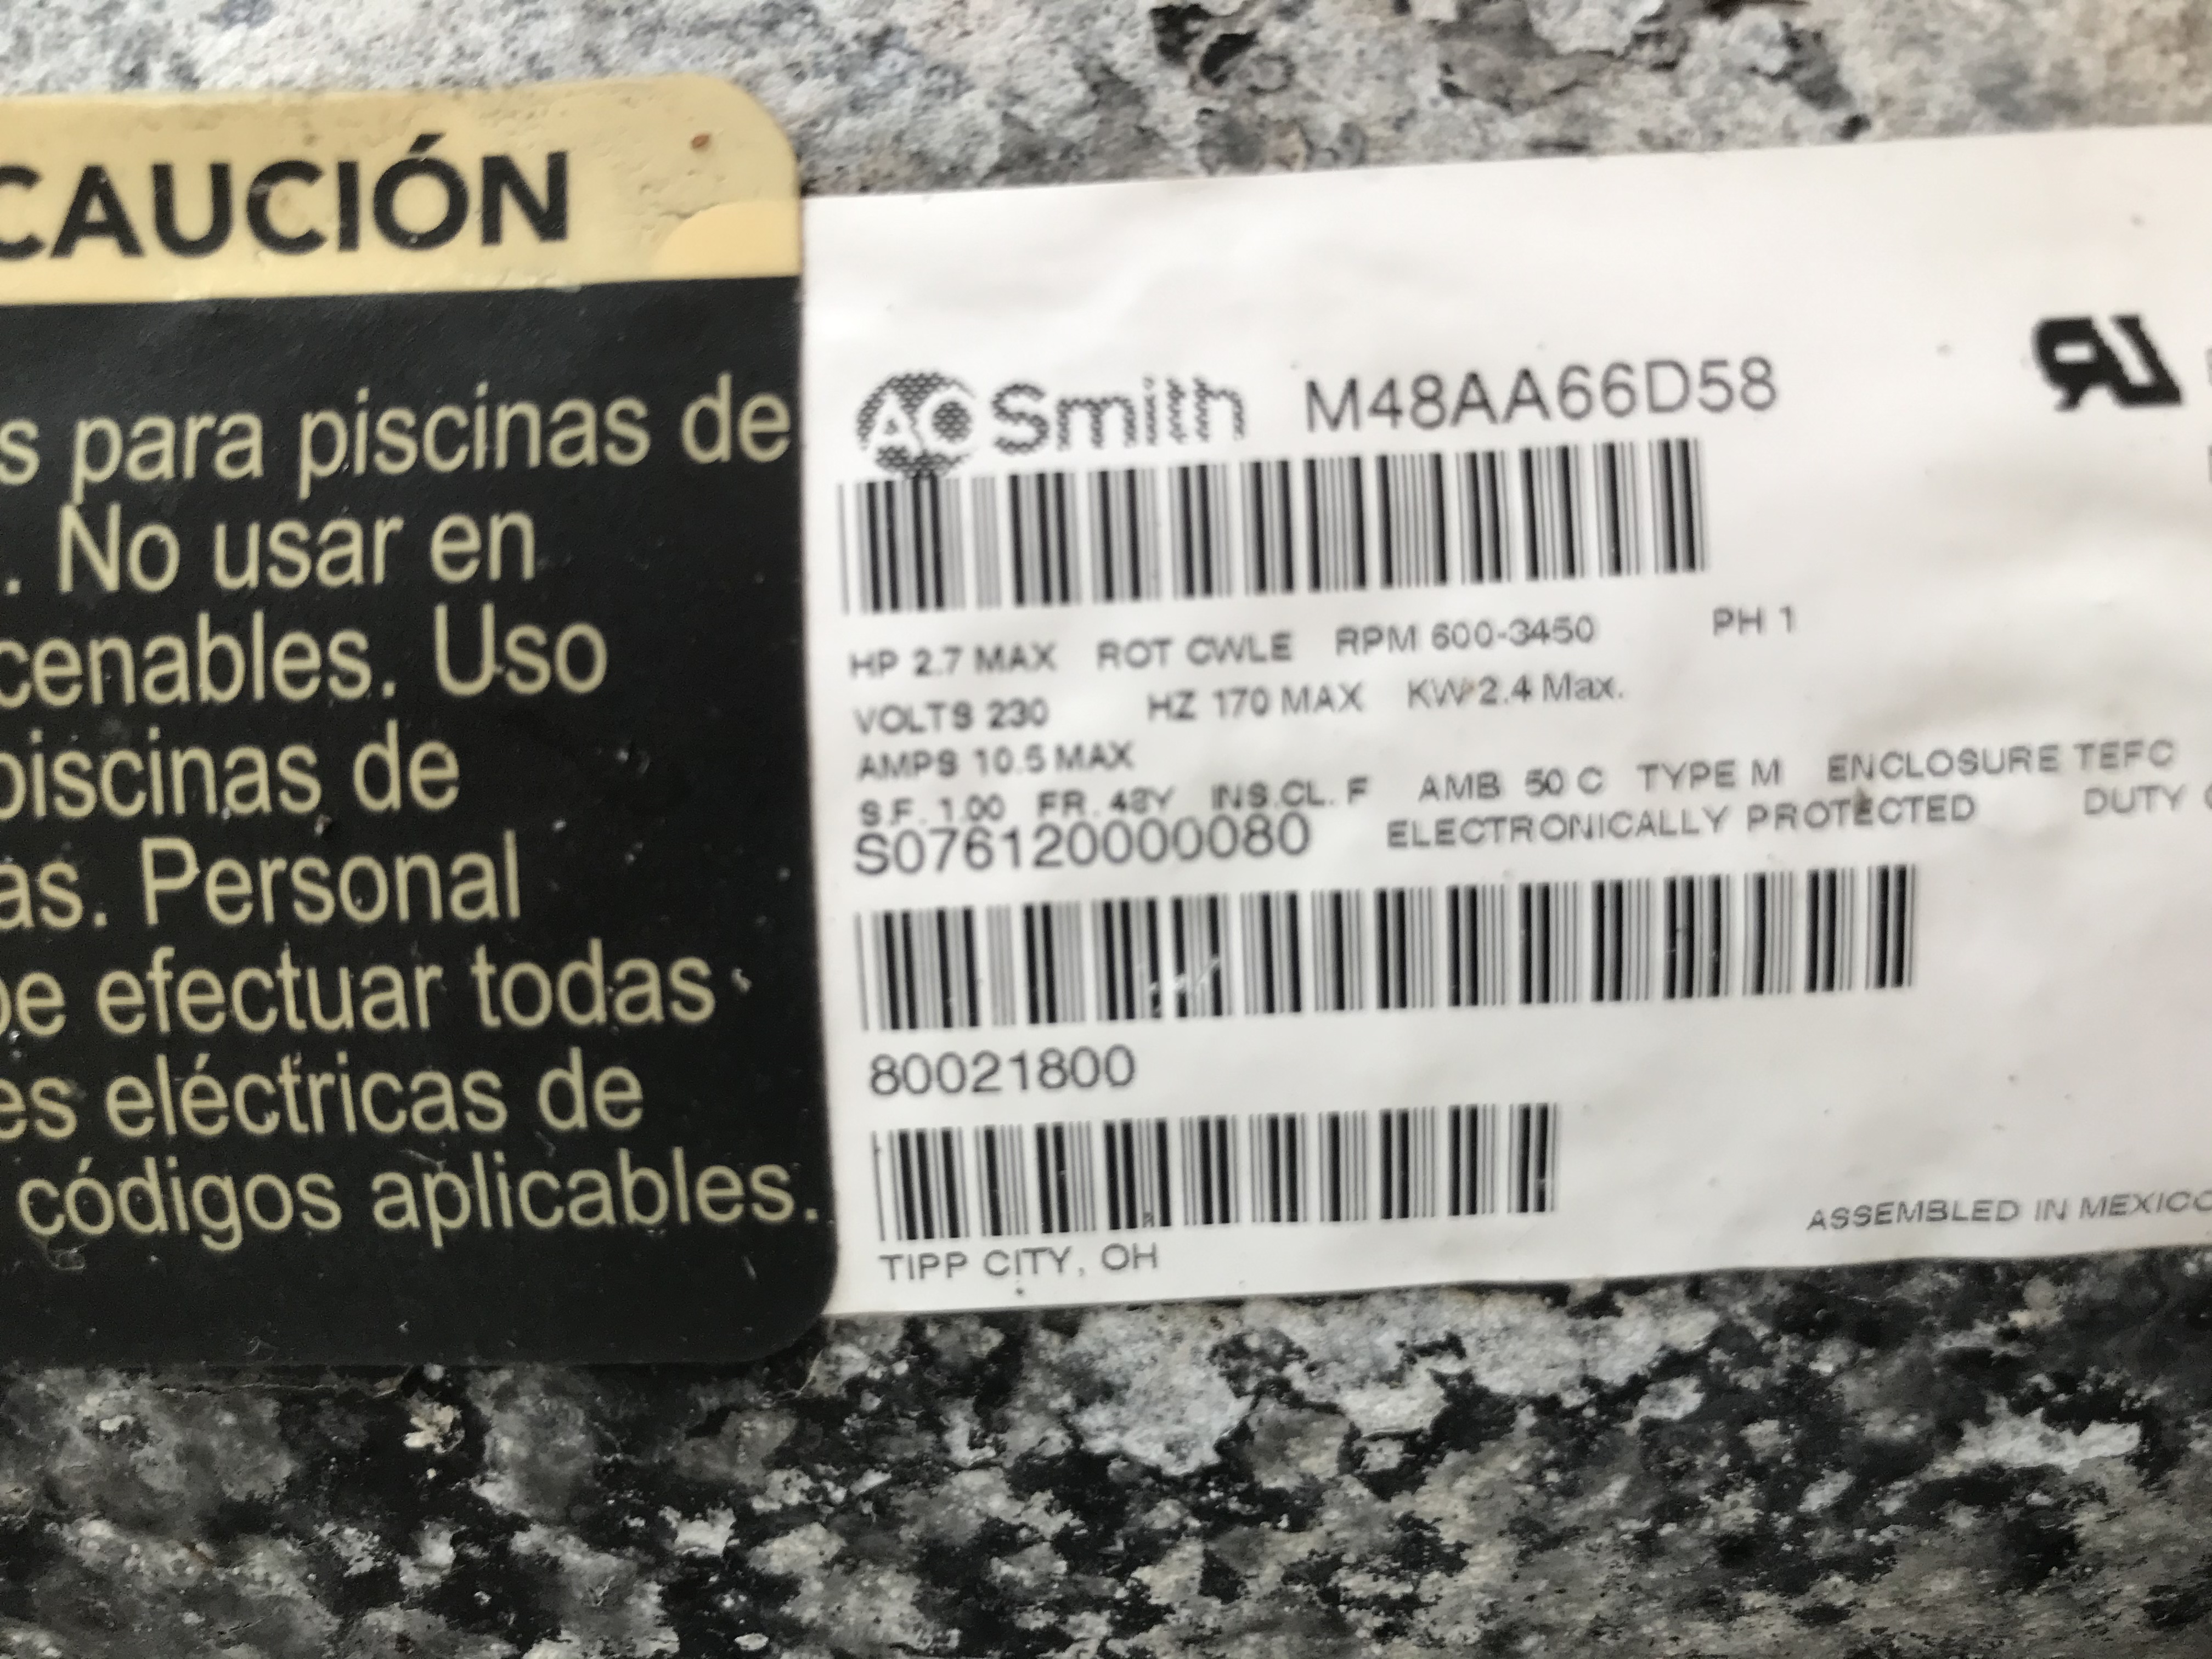 CAUCIÓN
s para piscinas de
. No usar en
cenables. Uso
piscinas de
as. Personal
be efectuar todas
es eléctricas de
códigos aplicables.
AO Smith M48AA66D58
HP 2.7 MAX ROT CWLE RPM 600-3450 PH 1
VOLTS 230 HZ 170 MAX KW 2.4 Max.
AMPS 10.5 MAX
S.F. 1.00 FR. 48Y INS.CL. F AMB 50 C TYPE M ENCLOSURE TEFC
S076120000080 ELECTRONICALLY PROTECTED DUTY
80021800
TIPP CITY, OH
ASSEMBLED IN MEXICO